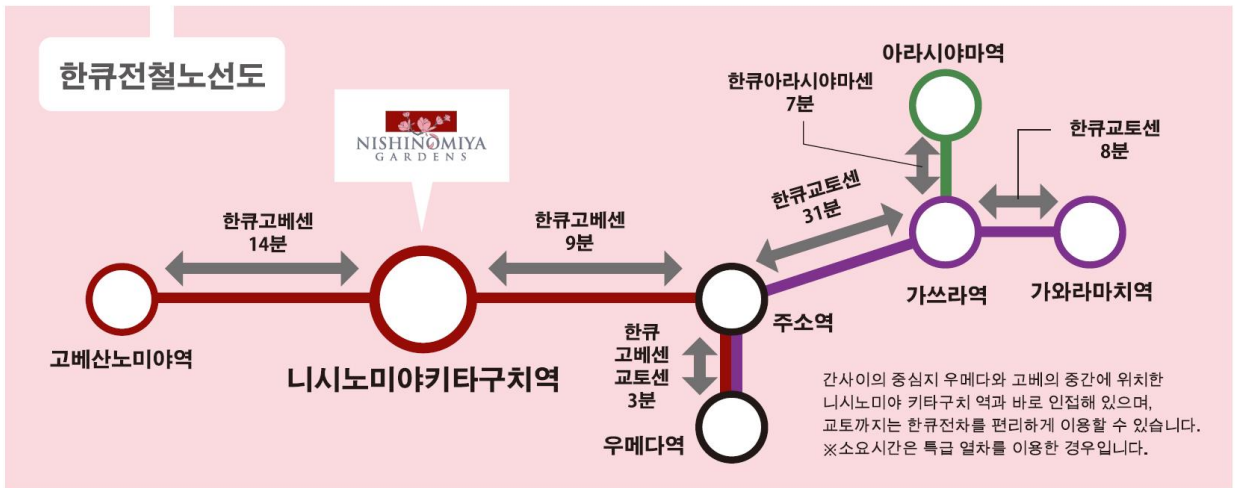 한큐전철노선도
NISHINOMIYA
GARDENS
아라시야마역
한큐아라시야마센
7분
한큐교토센
8분
한큐교토센
31분
한큐고베센
14분
한큐고베센
9분
고베산노미야역
니시노미야키타구치역
주소역
가쓰라역
가와라마치역
한큐
고베센
교토센
3분
우메다역
간사이의 중심지 우메다와 고베의 중간에 위치한
니시노미야 키타구치 역과 바로 인접해 있으며,
교토까지는 한큐전차를 편리하게 이용할 수 있습니다.
※소요시간은 특급 열차를 이용한 경우입니다.